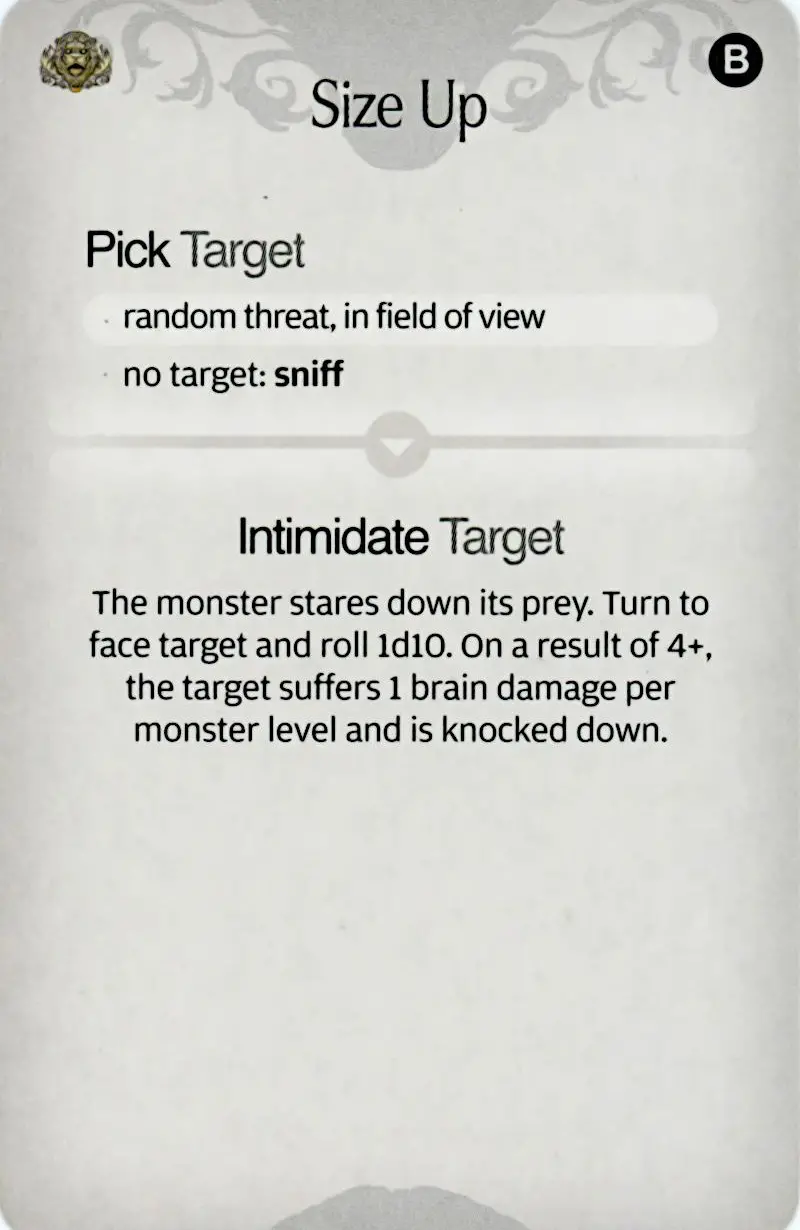 B
Size Up
Pick Target
· random threat, in field of view
· no target: sniff
Intimidate Target
The monster stares down its prey. Turn to
face target and roll 1d10. On a result of 4+,
the target suffers 1 brain damage per
monster level and is knocked down.